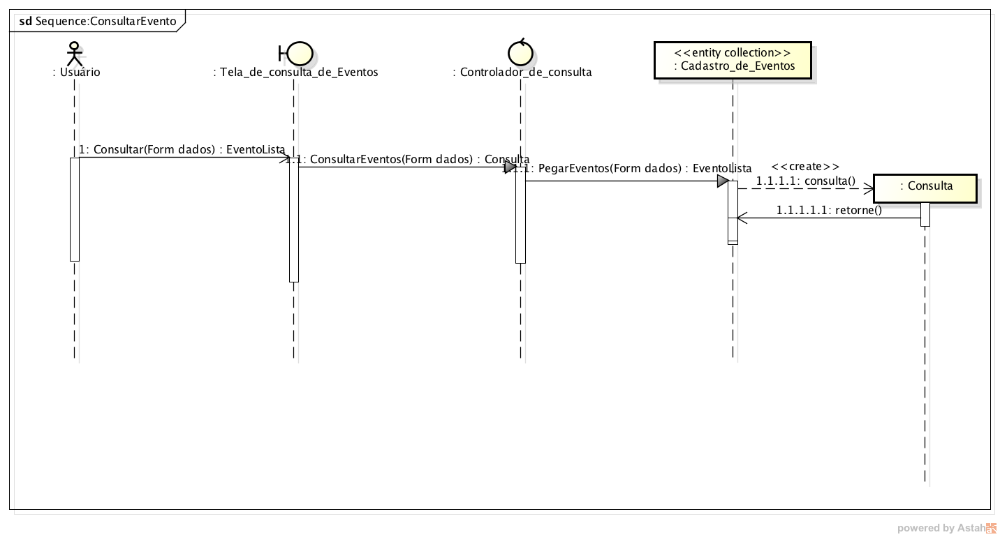 sd Sequence:ConsultarEvento
: Usuário
: Tela_de_consulta_de_Eventos
: Controlador_de_consulta
<<entity collection>>
: Cadastro_de_Eventos
1: Consultar(Form dados) : EventoLista
1.1: ConsultarEventos(Form dados) : Consulta
1.1.1: PegarEventos(Form dados) : EventoLista
<<create>>
1.1.1.1: consulta()
: Consulta
1.1.1.1.1: retorne()
powered by Astah